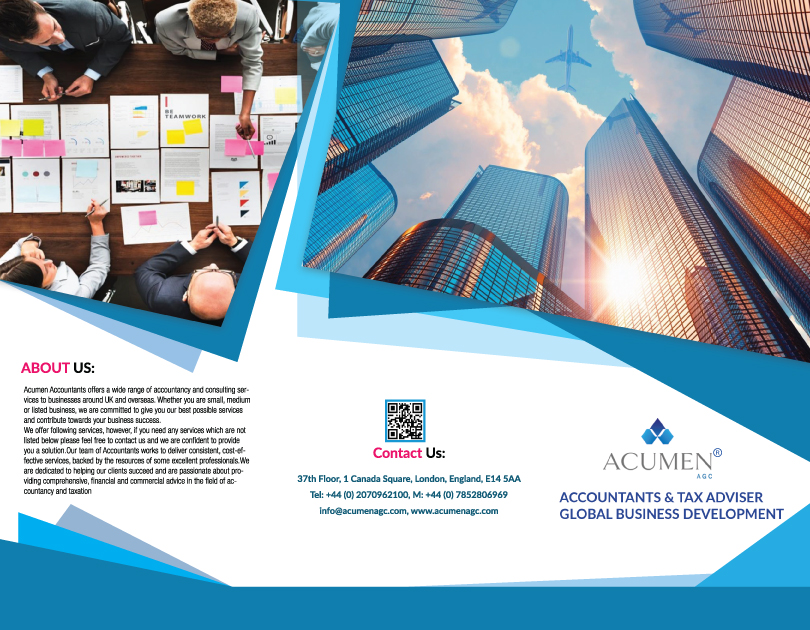 I
BE
TEAMWORK
ABOUT US:
Acumen Accountants offers a wide range of accountancy and consulting ser-
vices to businesses around UK and overseas. Whether you are small, medium
or listed business, we are committed to give you our best possible services
and contribute towards your business success.
We offer following services, however, if you need any services which are not
listed below please feel free to contact us and we are confident to provide
you a solution.Our team of Accountants works to deliver consistent, cost-ef-
fective services, backed by the resources of some excellent professionals.We
are dedicated to helping our clients succeed and are passionate about pro-
viding comprehensive, financial and commercial advice in the field of ac-
countancy and taxation
Contact Us:
37th Floor, 1 Canada Square, London, England, E14 5AA
Tel: +44 (0) 2070962100, M: +44 (0) 7852806969
info@acumenagc.com, www.acumenagc.com
ACUMEN®
AGC
ACCOUNTANTS & TAX ADVISER
GLOBAL BUSINESS DEVELOPMENT